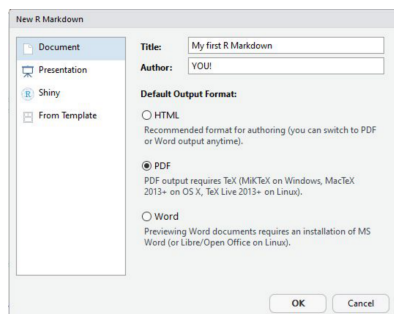 New R Markdown
Document
Presentation
Shiny
From Template
Title: My first R Markdown
Author: YOU!
Default Output Format:
HTML
Recommended format for authoring (you can switch to PDF
or Word output anytime).
PDF
PDF output requires TeX (MiKTeX on Windows, MacTeX
2013+ on OS X, TeX Live 2013+ on Linux).
Word
Previewing Word documents requires an installation of MS
Word (or Libre/Open Office on Linux).
OK Cancel